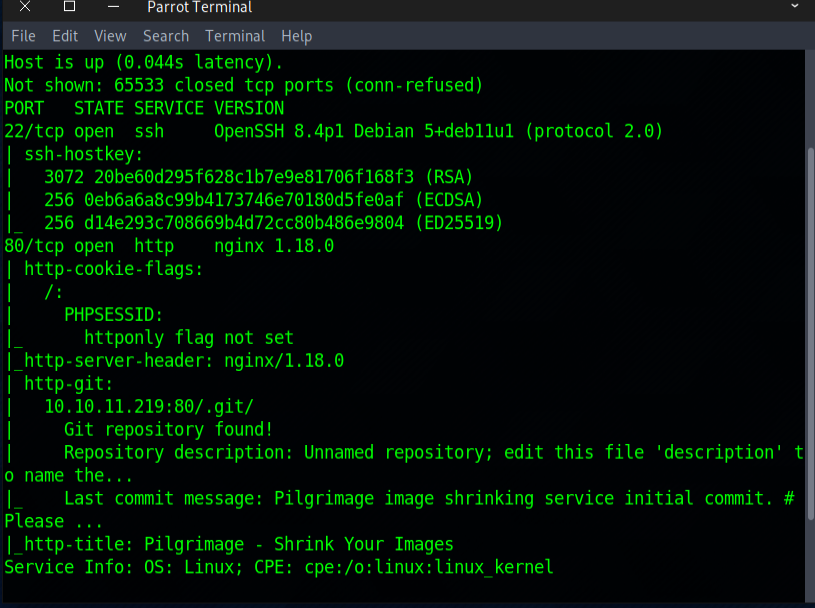 Parrot Terminal
File Edit View Search Terminal Help
Host is up (0.044s latency).
Not shown: 65533 closed tcp ports (conn-refused)
PORT   STATE SERVICE VERSION
22/tcp open  ssh     OpenSSH 8.4p1 Debian 5+deb11u1 (protocol 2.0)
| ssh-hostkey:
|   3072 20be60d295f628c1b7e9e81706f168f3 (RSA)
|   256 0eb6a6a8c99b4173746e70180d5fe0af (ECDSA)
|_  256 d14e293c708669b4d72cc80b486e9804 (ED25519)
80/tcp open  http    nginx 1.18.0
| http-cookie-flags:
|   /:
|     PHPSESSID:
|_      httponly flag not set
|_http-server-header: nginx/1.18.0
| http-git:
|   10.10.11.219:80/.git/
|     Git repository found!
|     Repository description: Unnamed repository; edit this file 'description' t
o name the...
|_    Last commit message: Pilgrimage image shrinking service initial commit. #
Please ...
|_http-title: Pilgrimage - Shrink Your Images
Service Info: OS: Linux; CPE: cpe:/o:linux:linux_kernel